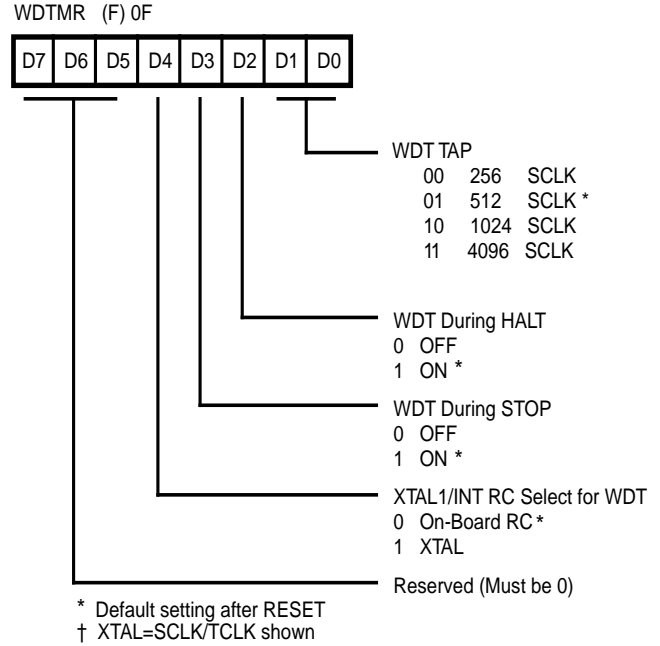 WDTMR (F) 0F
D7 D6 D5 D4 D3 D2 D1 D0
WDT TAP
00 256 SCLK
01 512 SCLK *
10 1024 SCLK
11 4096 SCLK
WDT During HALT
0 OFF
1 ON *
WDT During STOP
0 OFF
1 ON *
XTAL1/INT RC Select for WDT
0 On-Board RC *
1 XTAL
Reserved (Must be 0)
* Default setting after RESET
† XTAL=SCLK/TCLK shown